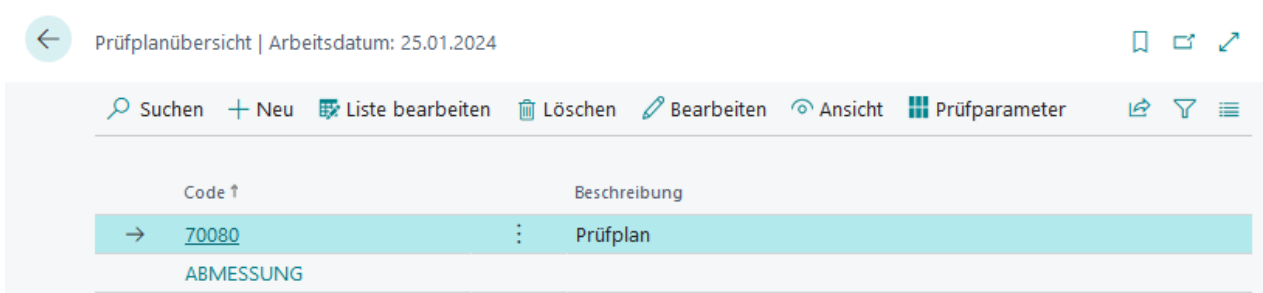 Prüfplanübersicht | Arbeitsdatum: 25.01.2024
Suchen Neu Liste bearbeiten Löschen Bearbeiten Ansicht Prüfparameter
Code ↑ Beschreibung
70080 Prüfplan
ABMESSUNG